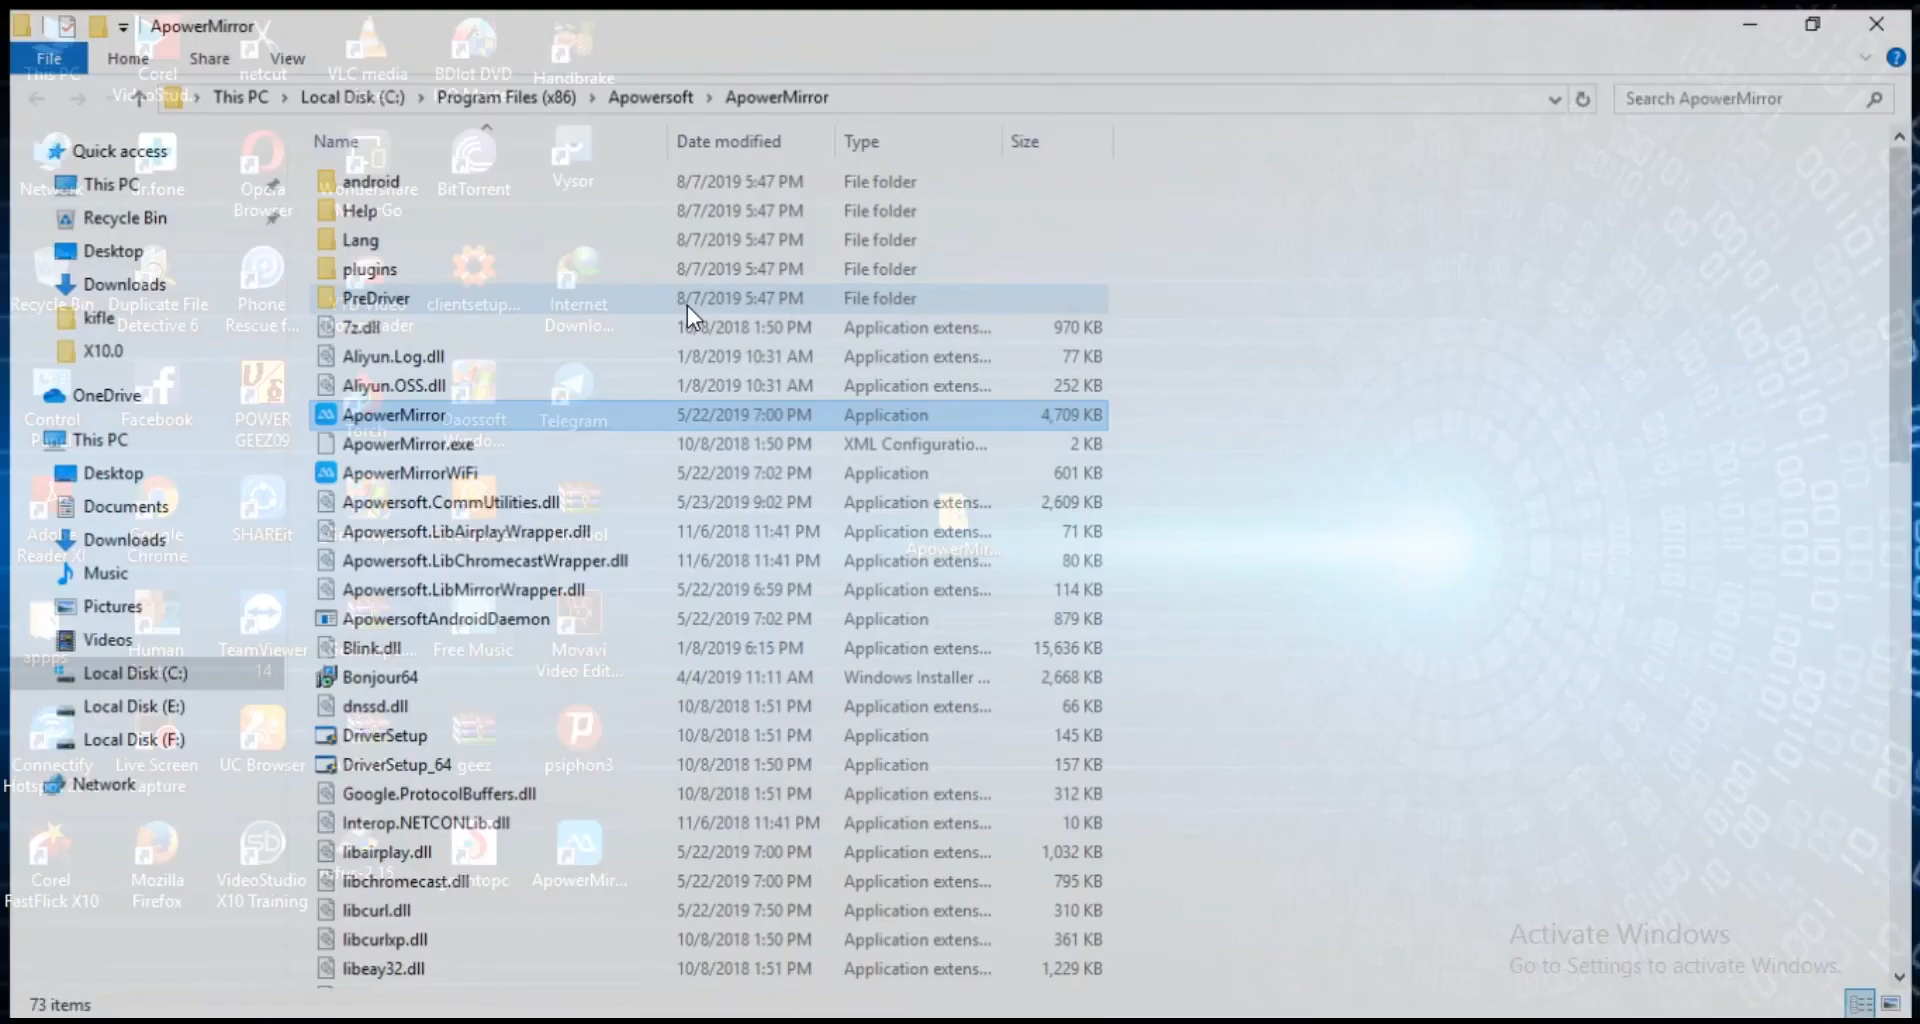 ApowerMirror
File
Home
Share
View
This PC
Corel
VideoStud...
netcut
VLC media
BDlot DVD
Handbrake
This PC > Local Disk (C:) > Program Files (x86) > Apowersoft > ApowerMirror
Search ApowerMirror
Name
Date modified
Type
Size
Quick access
This PC
Recycle Bin
Desktop
Downloads
kifle
X10.0
OneDrive
This PC
Desktop
Documents
Downloads
Music
Pictures
Videos
Local Disk (C:)
Local Disk (E:)
Local Disk (F:)
Network
android 8/7/2019 5:47 PM File folder
Help 8/7/2019 5:47 PM File folder
Lang 8/7/2019 5:47 PM File folder
plugins 8/7/2019 5:47 PM File folder
PreDriver 8/7/2019 5:47 PM File folder
7z.dll 10/8/2018 1:50 PM Application extens... 970 KB
Aliyun.Log.dll 1/8/2019 10:31 AM Application extens... 77 KB
Aliyun.OSS.dll 1/8/2019 10:31 AM Application extens... 252 KB
ApowerMirror 5/22/2019 7:00 PM Application 4,709 KB
ApowerMirror.exe 10/8/2018 1:50 PM XML Configuratio... 2 KB
ApowerMirrorWiFi 5/22/2019 7:02 PM Application 601 KB
Apowersoft.CommUtilities.dll 5/23/2019 9:02 PM Application extens... 2,609 KB
Apowersoft.LibAirplayWrapper.dll 11/6/2018 11:41 PM Application extens... 71 KB
Apowersoft.LibChromecastWrapper.dll 11/6/2018 11:41 PM Application extens... 80 KB
Apowersoft.LibMirrorWrapper.dll 5/22/2019 6:59 PM Application extens... 114 KB
ApowersoftAndroidDaemon 5/22/2019 7:02 PM Application 879 KB
Blink.dll 1/8/2019 6:15 PM Application extens... 15,636 KB
Bonjour64 4/4/2019 11:11 AM Windows Installer ... 2,668 KB
dnssd.dll 10/8/2018 1:51 PM Application extens... 66 KB
DriverSetup 10/8/2018 1:51 PM Application 145 KB
DriverSetup_64 10/8/2018 1:50 PM Application 157 KB
Google.ProtocolBuffers.dll 10/8/2018 1:51 PM Application extens... 312 KB
Interop.NETCONLib.dll 11/6/2018 11:41 PM Application extens... 10 KB
libairplay.dll 5/22/2019 7:00 PM Application extens... 1,032 KB
libchromecast.dll 5/22/2019 7:00 PM Application extens... 795 KB
libcurl.dll 5/22/2019 7:50 PM Application extens... 310 KB
libcurlxp.dll 10/8/2018 1:50 PM Application extens... 361 KB
libeay32.dll 10/8/2018 1:51 PM Application extens... 1,229 KB
Network
dr.fone
Opera
Browser
Wondershare
BitTorrent
Vysor
Recycle Bin
Duplicate File
Detective 6
Phone
Rescue f...
clientsetup...
Internet
Downlo...
Control
Facebook
POWER
GEEZ09
Torch
Daossoft
Windo...
Telegram
Adobe
Reader XI
Google
Chrome
SHAREit
ApowerMir...
appps
Human
TeamViewer
14
Free Music
Movavi
Video Edit...
Connectify
Live Screen
Capture
UC Browser
geez
psiphon3
Corel
FastFlick X10
Mozilla
Firefox
VideoStudio
X10 Training
ApowerMir...
Activate Windows
Go to Settings to activate Windows.
73 items